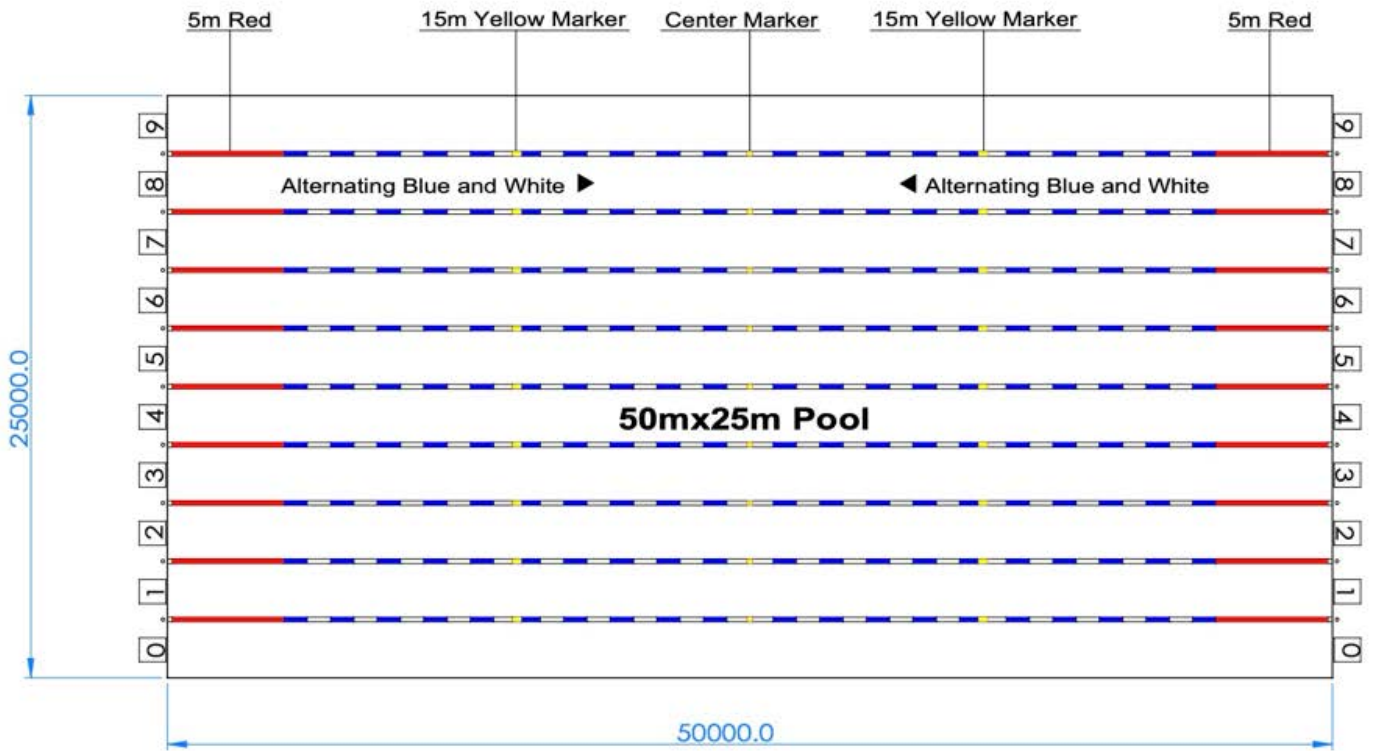 5m Red
15m Yellow Marker
Center Marker
15m Yellow Marker
5m Red
9
9
Alternating Blue and White
Alternating Blue and White
8
8
7
7
6
6
5
5
50mx25m Pool
4
4
3
3
2
2
1
1
0
0
25000.0
50000.0